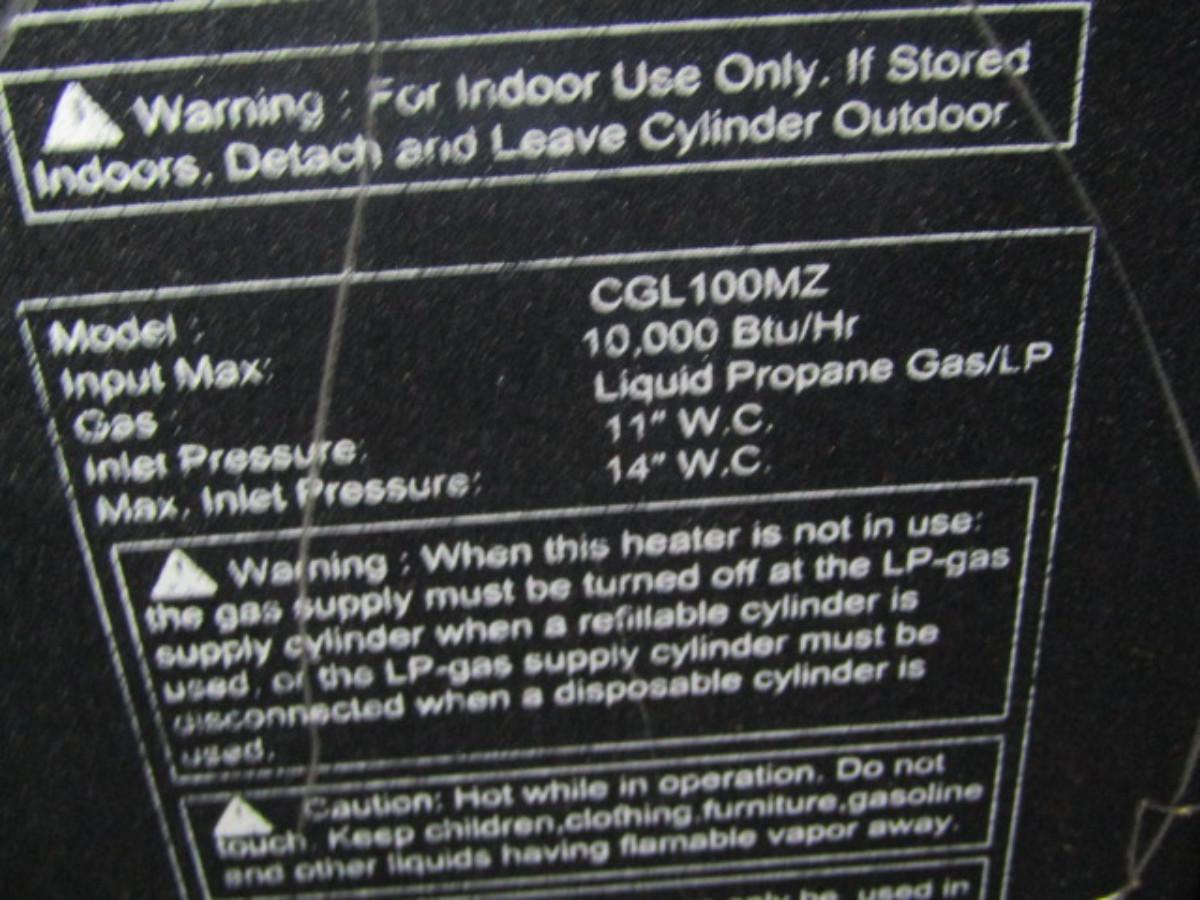 Warning : For Indoor Use Only. If Stored
Indoors, Detach and Leave Cylinder Outdoor.
Model : CGL100MZ
Input Max: 10,000 Btu/Hr
Gas : Liquid Propane Gas/LP
Inlet Pressure: 11" W.C.
Max. Inlet Pressure: 14" W.C.
Warning : When this heater is not in use:
the gas supply must be turned off at the LP-gas
supply cylinder when a refillable cylinder is
used, or the LP-gas supply cylinder must be
disconnected when a disposable cylinder is
used.
Caution: Hot while in operation. Do not
touch. Keep children,clothing,furniture,gasoline
and other liquids having flamable vapor away.
be used in